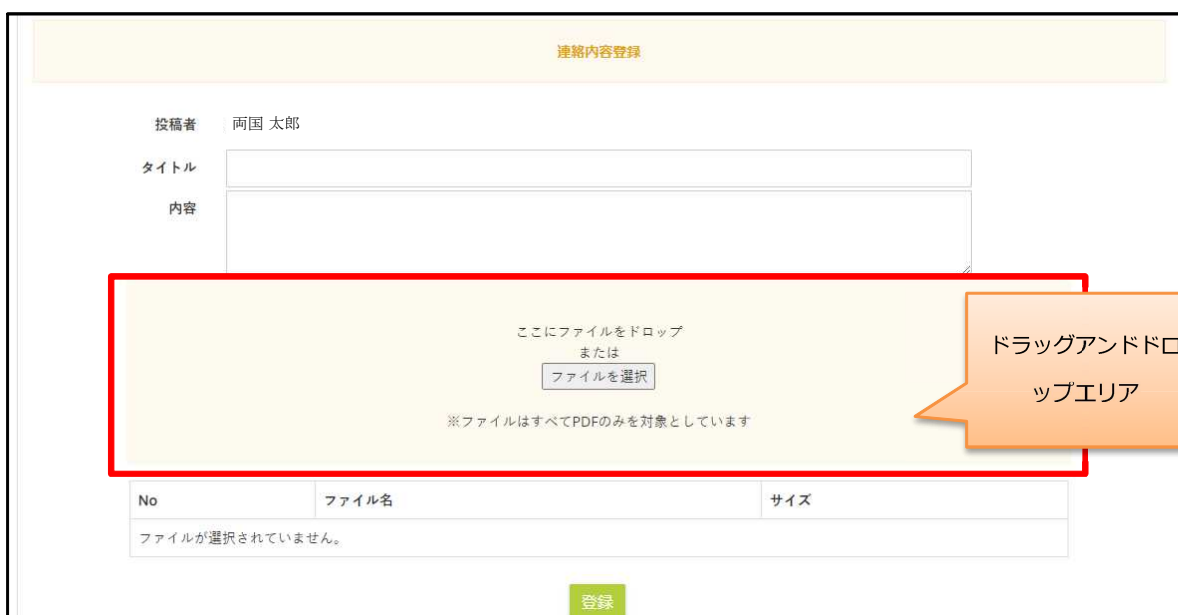 連絡内容登録
投稿者 両国 太郎
タイトル
内容
ここにファイルをドロップ
または
ファイルを選択
※ファイルはすべてPDFのみを対象としています
ドラッグアンドドロ
ップエリア
No ファイル名 サイズ
ファイルが選択されていません。
登録